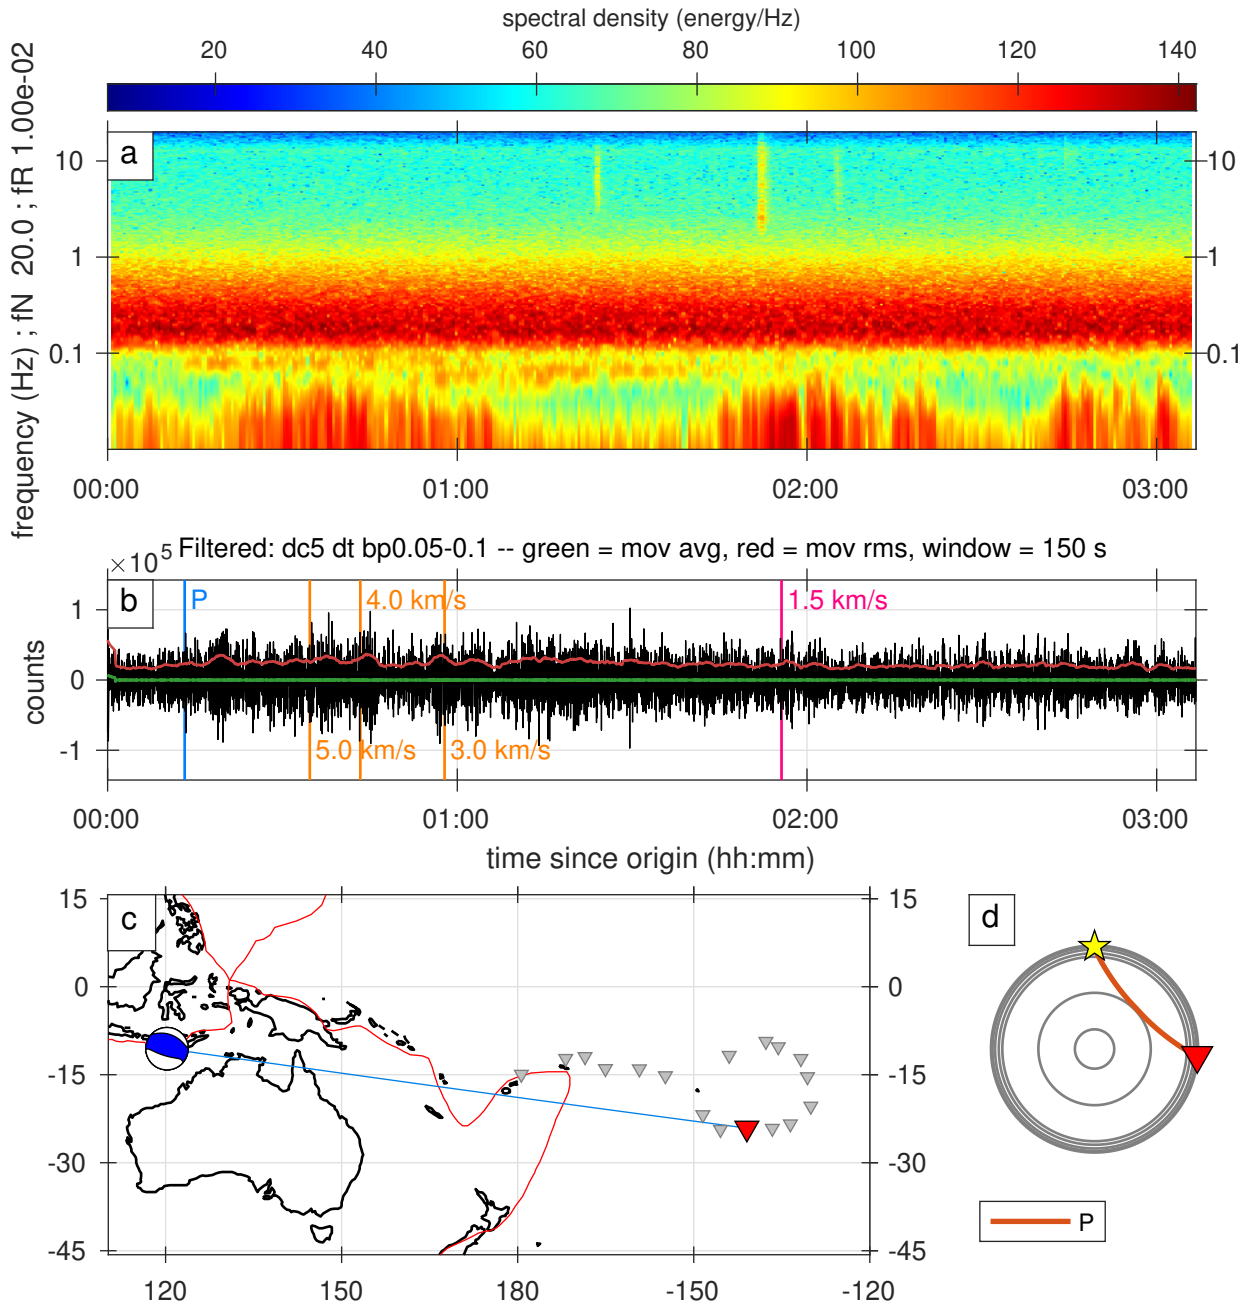 spectral density (energy/Hz)
20 40 60 80 100 120 140
frequency (Hz) ; fN 20.0 ; fR 1.00e-02
a
10 10
1 1
0.1 0.1
00:00 01:00 02:00 03:00
×10^5 Filtered: dc5 dt bp0.05-0.1 -- green = mov avg, red = mov rms, window = 150 s
b
P 4.0 km/s 1.5 km/s
5.0 km/s 3.0 km/s
counts
1
0
-1
00:00 01:00 02:00 03:00
time since origin (hh:mm)
c
15 15
0 0
-15 -15
-30 -30
-45 -45
120 150 180 -150 -120
d
P